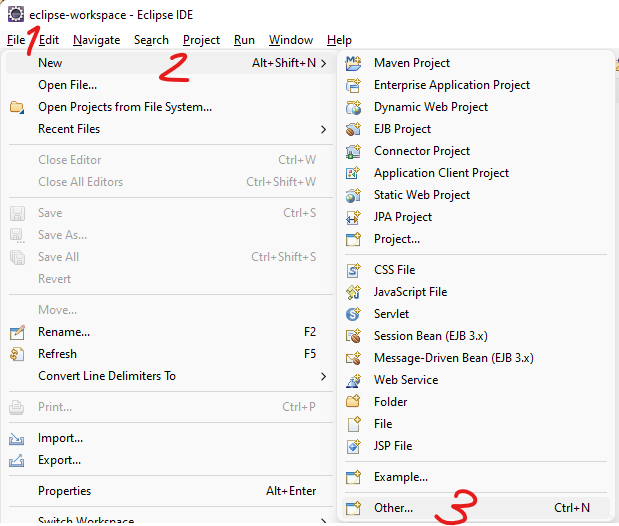 eclipse-workspace - Eclipse IDE
File Edit Navigate Search Project Run Window Help
1
New Alt+Shift+N
2
Open File...
Open Projects from File System...
Recent Files
Close Editor Ctrl+W
Close All Editors Ctrl+Shift+W
Save Ctrl+S
Save As...
Save All Ctrl+Shift+S
Revert
Move...
Rename... F2
Refresh F5
Convert Line Delimiters To
Print... Ctrl+P
Import...
Export...
Properties Alt+Enter
Switch Workspace
Maven Project
Enterprise Application Project
Dynamic Web Project
EJB Project
Connector Project
Application Client Project
Static Web Project
JPA Project
Project...
CSS File
JavaScript File
Servlet
Session Bean (EJB 3.x)
Message-Driven Bean (EJB 3.x)
Web Service
Folder
File
JSP File
Example...
Other... Ctrl+N
3